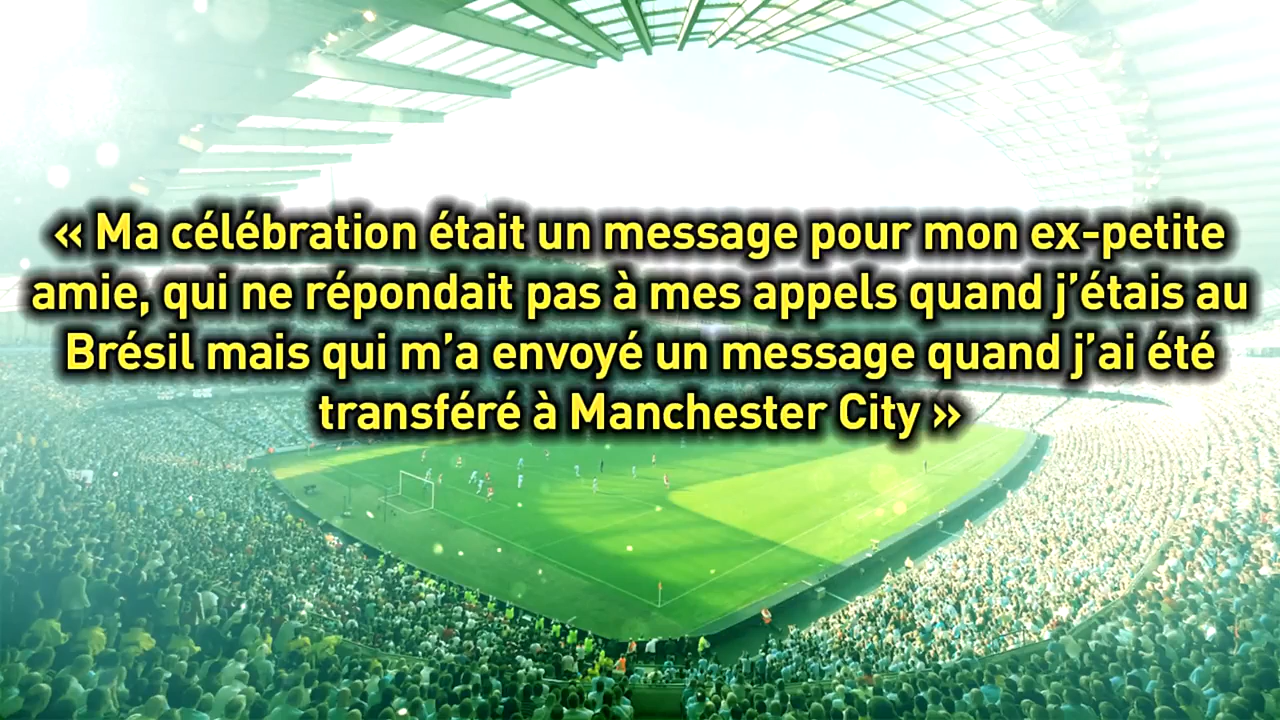 « Ma célébration était un message pour mon ex-petite
amie, qui ne répondait pas à mes appels quand j’étais au
Brésil mais qui m’a envoyé un message quand j’ai été
transféré à Manchester City »